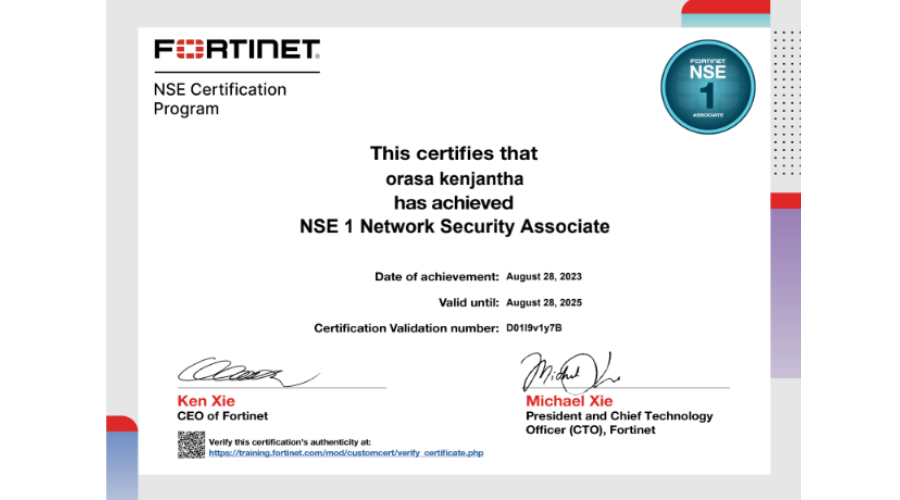 FORTINET
NSE Certification
Program
FORTINET
NSE
1
ASSOCIATE
This certifies that
orasa kenjantha
has achieved
NSE 1 Network Security Associate
Date of achievement: August 28, 2023
Valid until: August 28, 2025
Certification Validation number: D01l9v1y7B
Ken Xie
CEO of Fortinet
Michael Xie
President and Chief Technology
Officer (CTO), Fortinet
Verify this certification's authenticity at:
https://training.fortinet.com/mod/customcert/verify_certificate.php